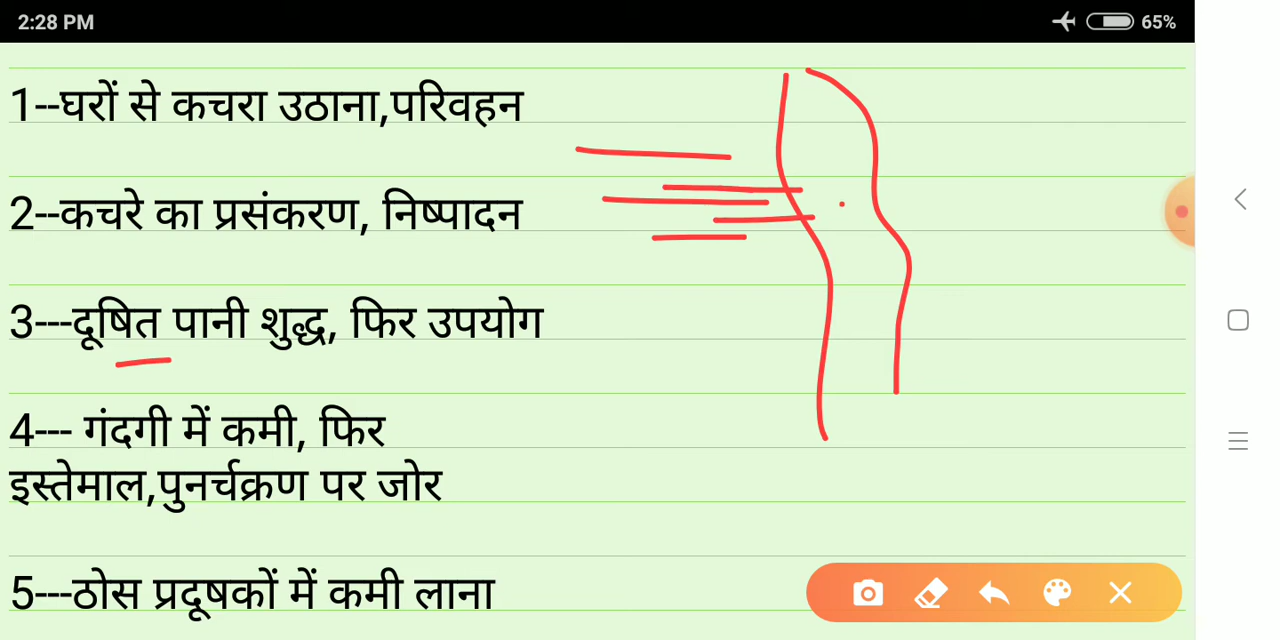 2:28 PM
65%
1--घरों से कचरा उठाना,परिवहन
2--कचरे का प्रसंकरण, निष्पादन
3---दूषित पानी शुद्ध, फिर उपयोग
4--- गंदगी में कमी, फिर
इस्तेमाल,पुनर्चक्रण पर जोर
5---ठोस प्रदूषकों में कमी लाना